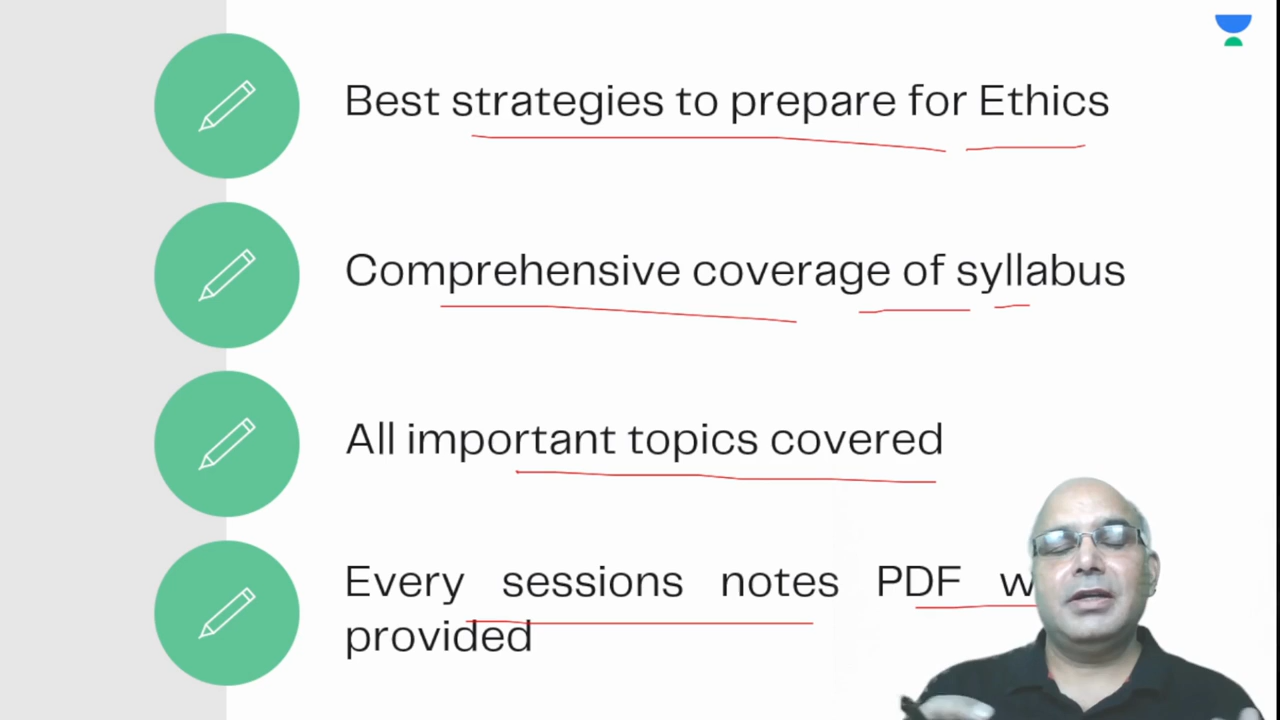 Best strategies to prepare for Ethics
Comprehensive coverage of syllabus
All important topics covered
Every sessions notes PDF
provided